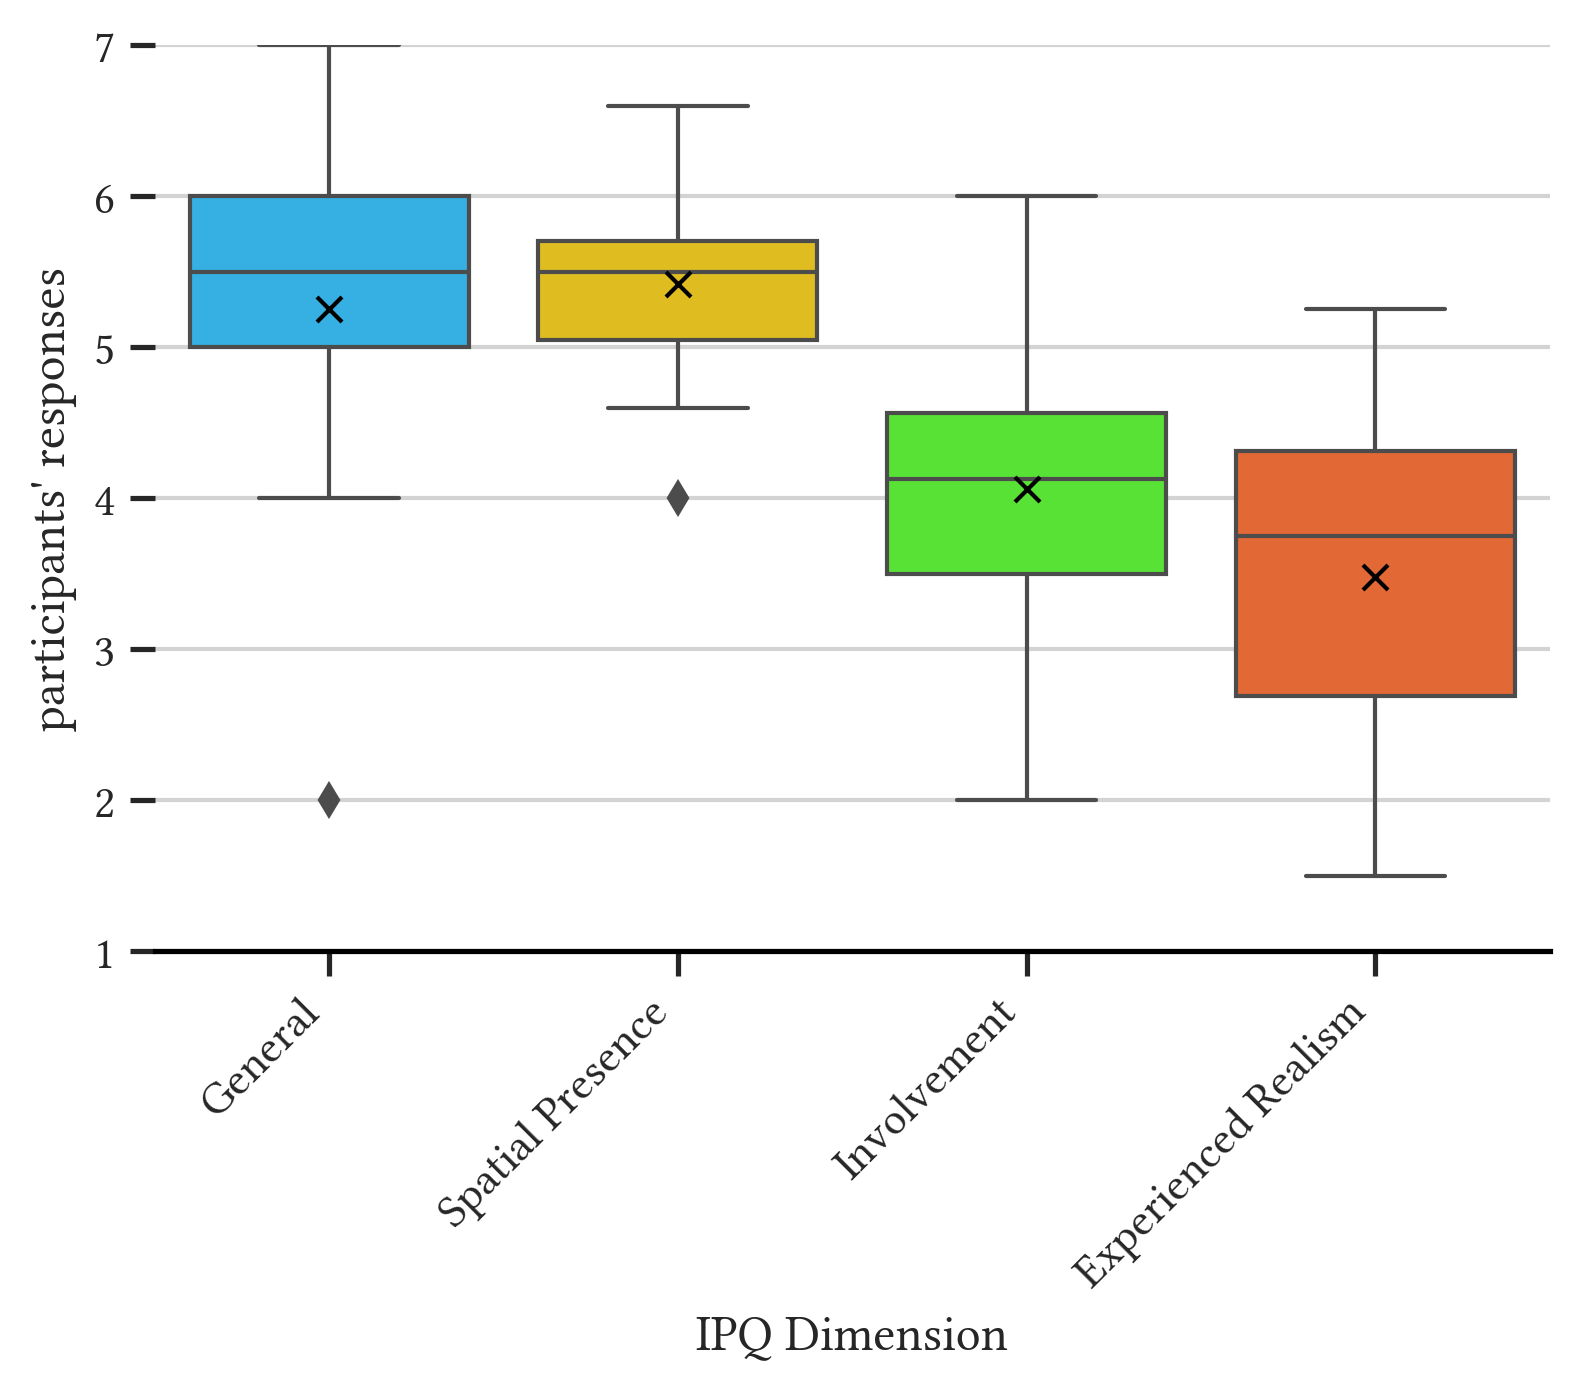 7
6
5
4
3
2
1
participants' responses
General
Spatial Presence
Involvement
Experienced Realism
IPQ Dimension